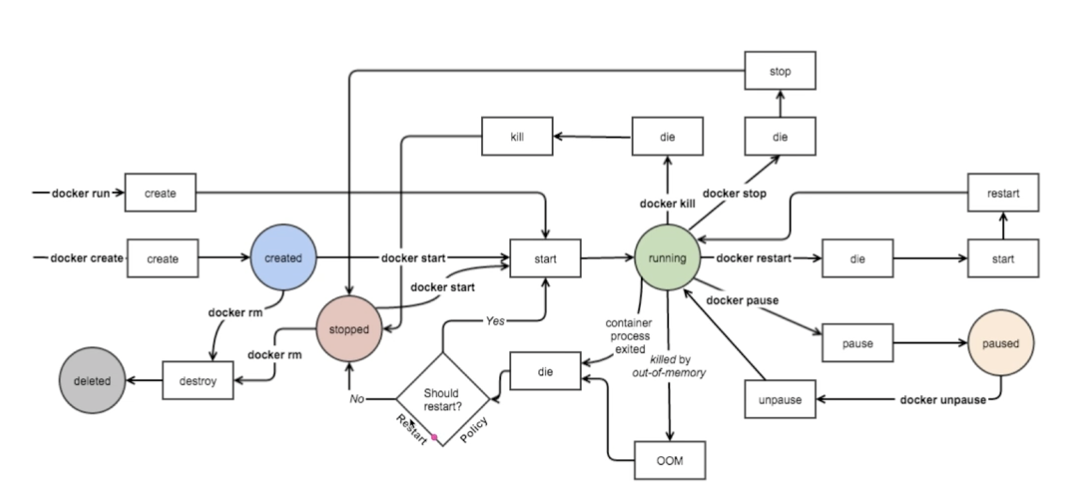 stop
kill
die
die
docker run
create
docker kill
docker stop
restart
docker create
create
created
docker start
start
running
docker restart
die
start
docker start
docker rm
stopped
docker pause
Yes
container
process
exited
pause
paused
docker rm
killed by
out-of-memory
deleted
destroy
die
Should
restart?
No
unpause
docker unpause
Restart
Policy
OOM